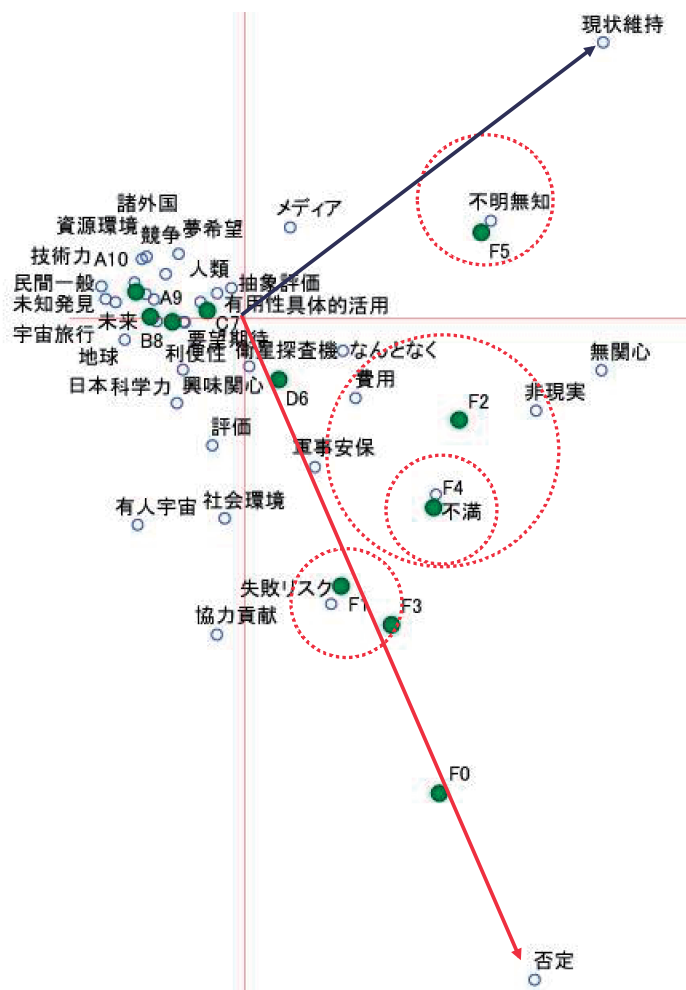 現状維持
不明無知
F5
メディア
諸外国
資源環境
競争
夢希望
技術力
A10
人類
民間一般
抽象評価
未知発見
A9
有用性
具体的活用
未来
C7
宇宙旅行
B8
要望期待
地球
利便性
衛星探査機
なんとなく
無関心
日本
科学力
興味関心
D6
費用
非現実
F2
評価
軍事安保
F4
不満
有人宇宙
社会環境
失敗リスク
F1
F3
協力貢献
F0
否定